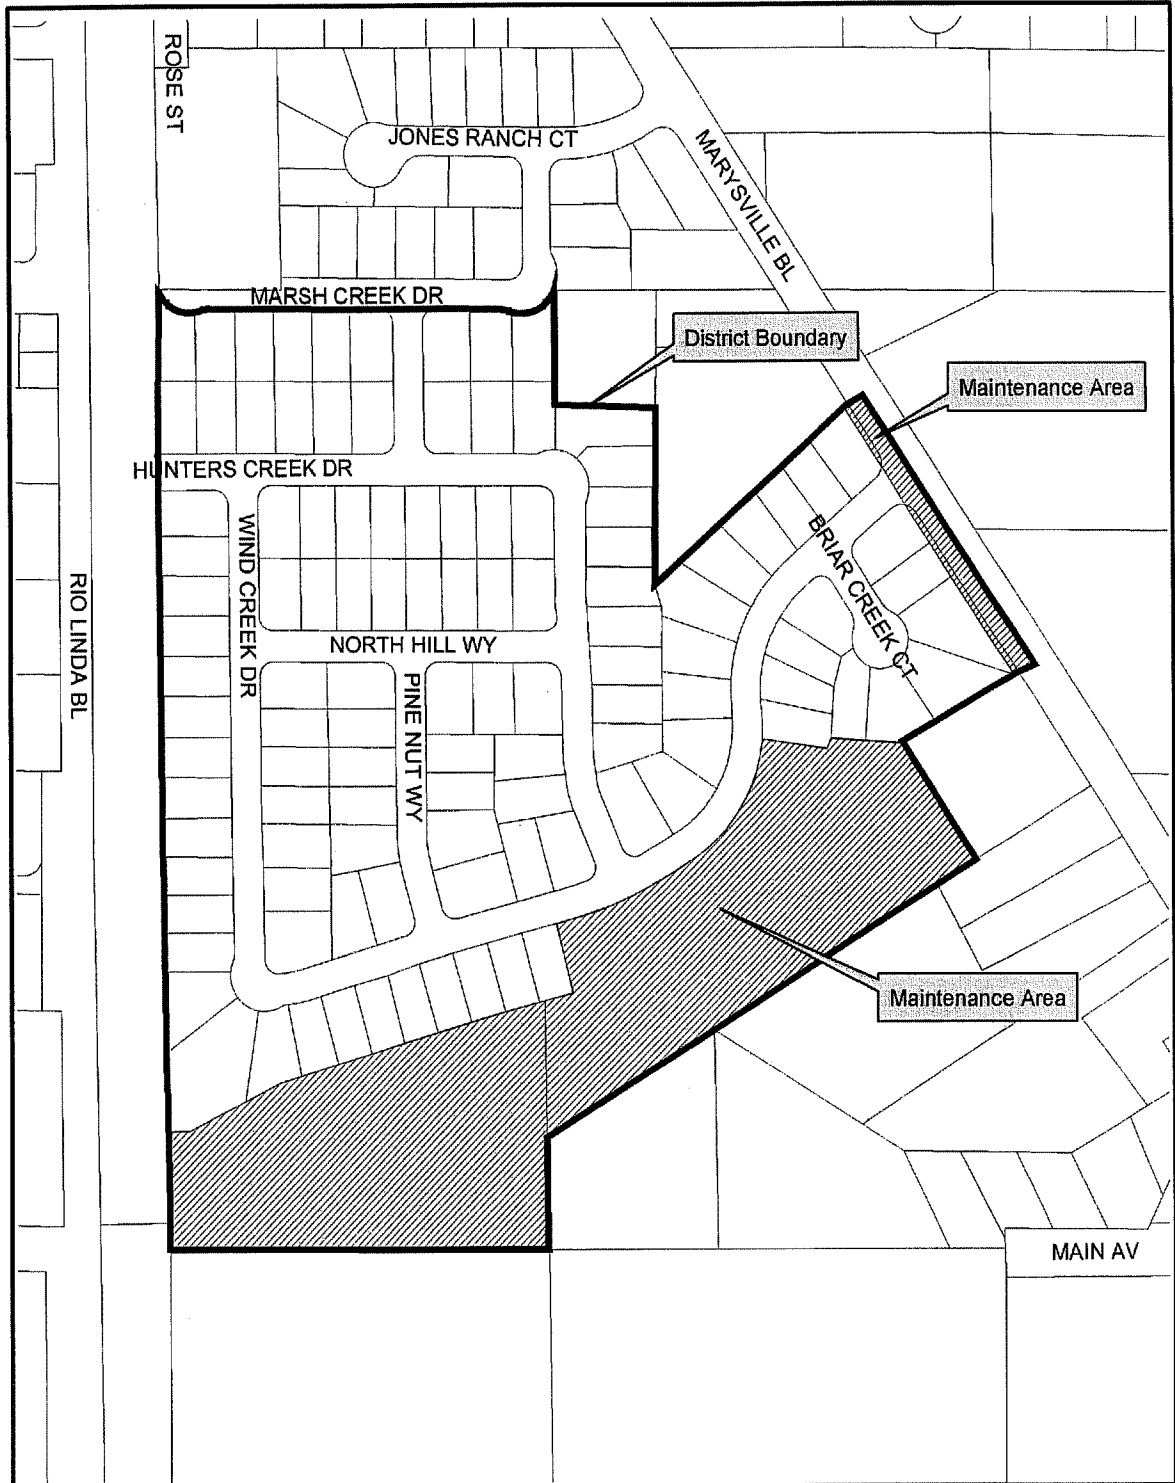 ROSE ST
JONES RANCH CT
MARYSVILLE BL
MARSH CREEK DR
District Boundary
Maintenance Area
HUNTERS CREEK DR
WIND CREEK DR
BRIAR CREEK CT
RIO LINDA BL
NORTH HILL WY
PINE NUT WY
Maintenance Area
MAIN AV